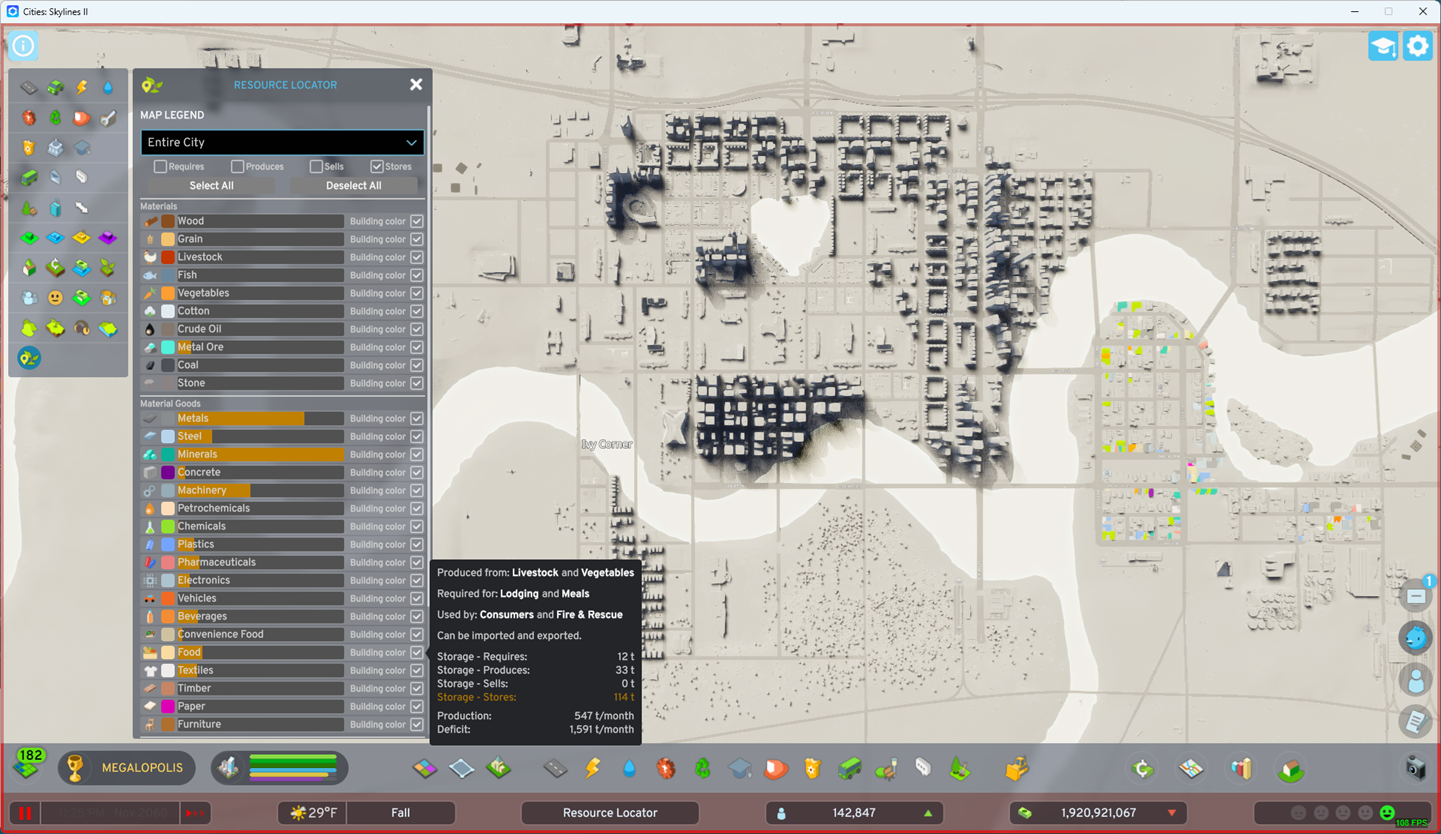 Cities: Skylines II
RESOURCE LOCATOR
MAP LEGEND
Entire City
Requires Produces Sells Stores
Select All Deselect All
Materials
Wood Building color
Grain Building color
Livestock Building color
Fish Building color
Vegetables Building color
Cotton Building color
Crude Oil Building color
Metal Ore Building color
Coal Building color
Stone Building color
Material Goods
Metals Building color
Steel Building color
Minerals Building color
Concrete Building color
Machinery Building color
Petrochemicals Building color
Chemicals Building color
Plastics Building color
Pharmaceuticals Building color
Electronics Building color
Vehicles Building color
Beverages Building color
Convenience Food Building color
Food Building color
Textiles Building color
Timber Building color
Paper Building color
Furniture Building color
Ivy Corner
Produced from: Livestock and Vegetables
Required for: Lodging and Meals
Used by: Consumers and Fire & Rescue
Can be imported and exported.
Storage - Requires: 12 t
Storage - Produces: 33 t
Storage - Sells: 0 t
Storage - Stores: 114 t
Production: 547 t/month
Deficit: 1,591 t/month
1
182
MEGALOPOLIS
29°F Fall Resource Locator 142,847 1,920,921,067
108 FPS